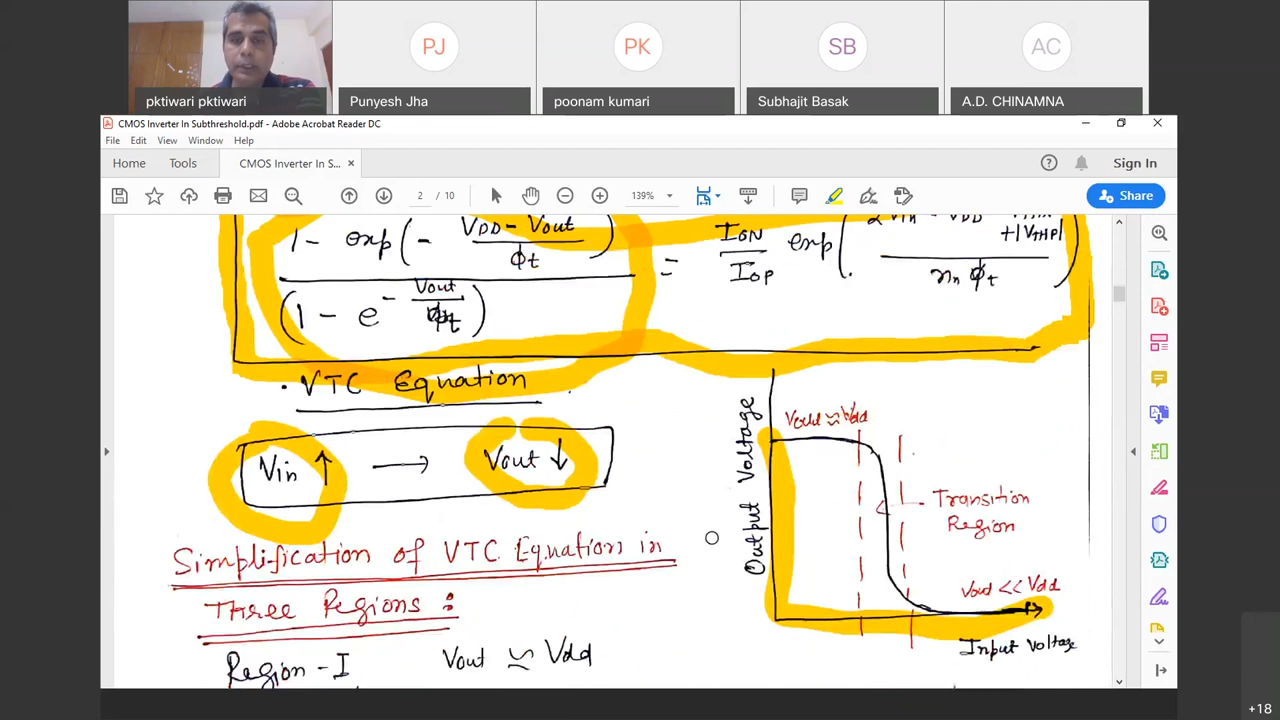 PJ
PK
SB
AC
pktiwari pktiwari
Punyesh Jha
poonam kumari
Subhajit Basak
A.D. CHINAMNA
CMOS Inverter In Subthreshold.pdf - Adobe Acrobat Reader DC
File Edit View Window Help
Home Tools CMOS Inverter In S... × Sign In
2 / 10 139% Share
1 - exp(- (VDD - Vout) / ϕt)
(1 - e^(- Vout / ϕt))
= ION / IOP exp( +|VTHP| / nn ϕt )
• VTC Equation
Vin ↑ → Vout ↓
Simplification of VTC Equation in
Three Regions :
Region - I Vout ≃ Vdd
Output Voltage
Vout ≃ Vdd
Transition
Region
Vout << Vdd
Input Voltage
+18